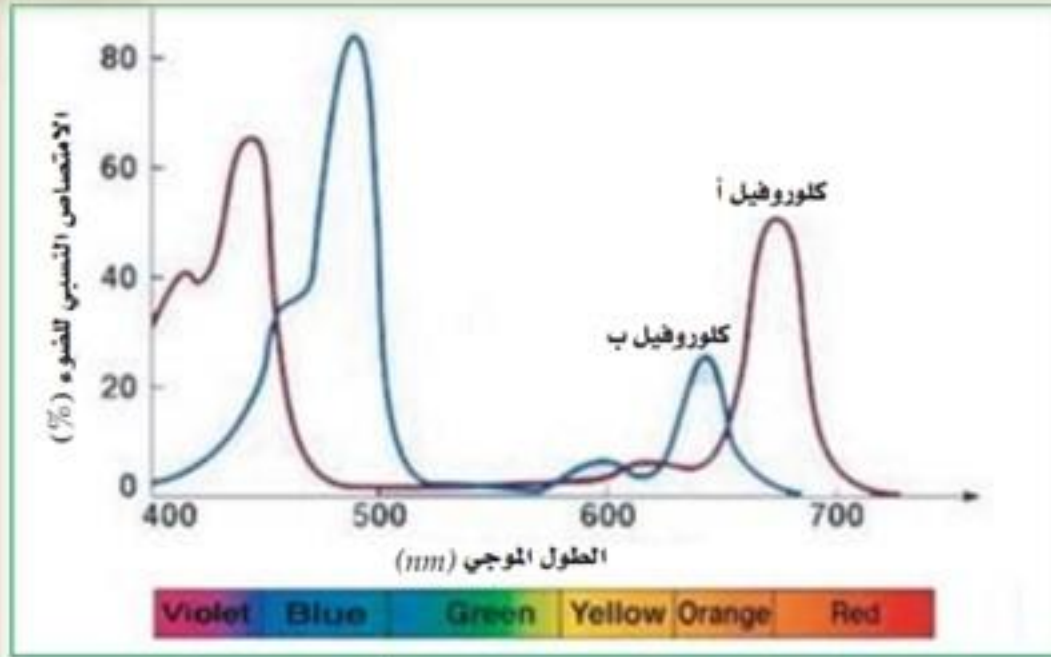 80
60
40
20
0
الامتصاص النسبي للضوء (%)
كلوروفيل أ
كلوروفيل ب
400 500 600 700
الطول الموجي (nm)
Violet Blue Green Yellow Orange Red